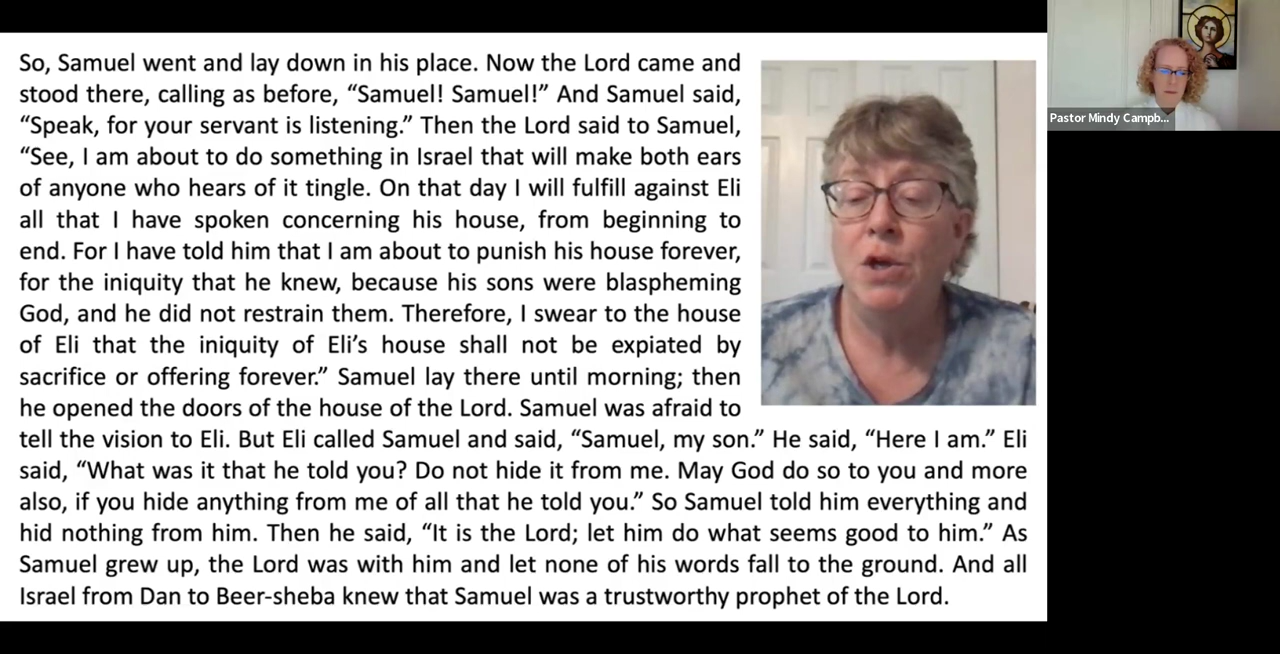 So, Samuel went and lay down in his place. Now the Lord came and
stood there, calling as before, “Samuel! Samuel!” And Samuel said,
“Speak, for your servant is listening.” Then the Lord said to Samuel,
“See, I am about to do something in Israel that will make both ears
of anyone who hears of it tingle. On that day I will fulfill against Eli
all that I have spoken concerning his house, from beginning to
end. For I have told him that I am about to punish his house forever,
for the iniquity that he knew, because his sons were blaspheming
God, and he did not restrain them. Therefore, I swear to the house
of Eli that the iniquity of Eli’s house shall not be expiated by
sacrifice or offering forever.” Samuel lay there until morning; then
he opened the doors of the house of the Lord. Samuel was afraid to
tell the vision to Eli. But Eli called Samuel and said, “Samuel, my son.” He said, “Here I am.” Eli
said, “What was it that he told you? Do not hide it from me. May God do so to you and more
also, if you hide anything from me of all that he told you.” So Samuel told him everything and
hid nothing from him. Then he said, “It is the Lord; let him do what seems good to him.” As
Samuel grew up, the Lord was with him and let none of his words fall to the ground. And all
Israel from Dan to Beer-sheba knew that Samuel was a trustworthy prophet of the Lord.
Pastor Mindy Campb...